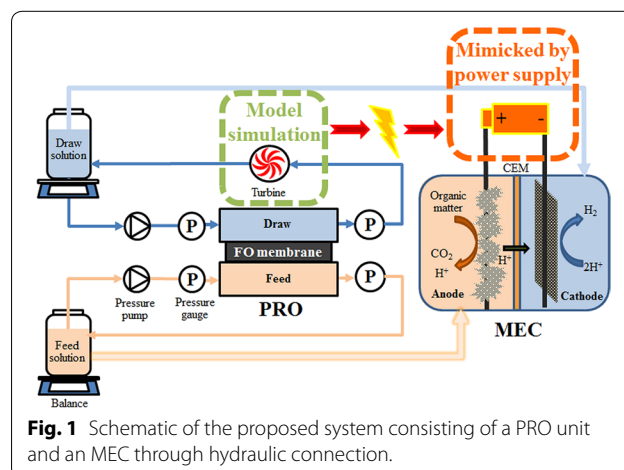 Mimicked by
power supply
Model
simulation
+ -
Draw
solution
Turbine
CEM
Organic
matter
H2
P
P
Draw
CO2
H+
H+
2H+
FO membrane
Anode
Cathode
P
P
Feed
Pressure
pump
Pressure
gauge
PRO
MEC
Feed
solution
Balance
Fig. 1 Schematic of the proposed system consisting of a PRO unit
and an MEC through hydraulic connection.